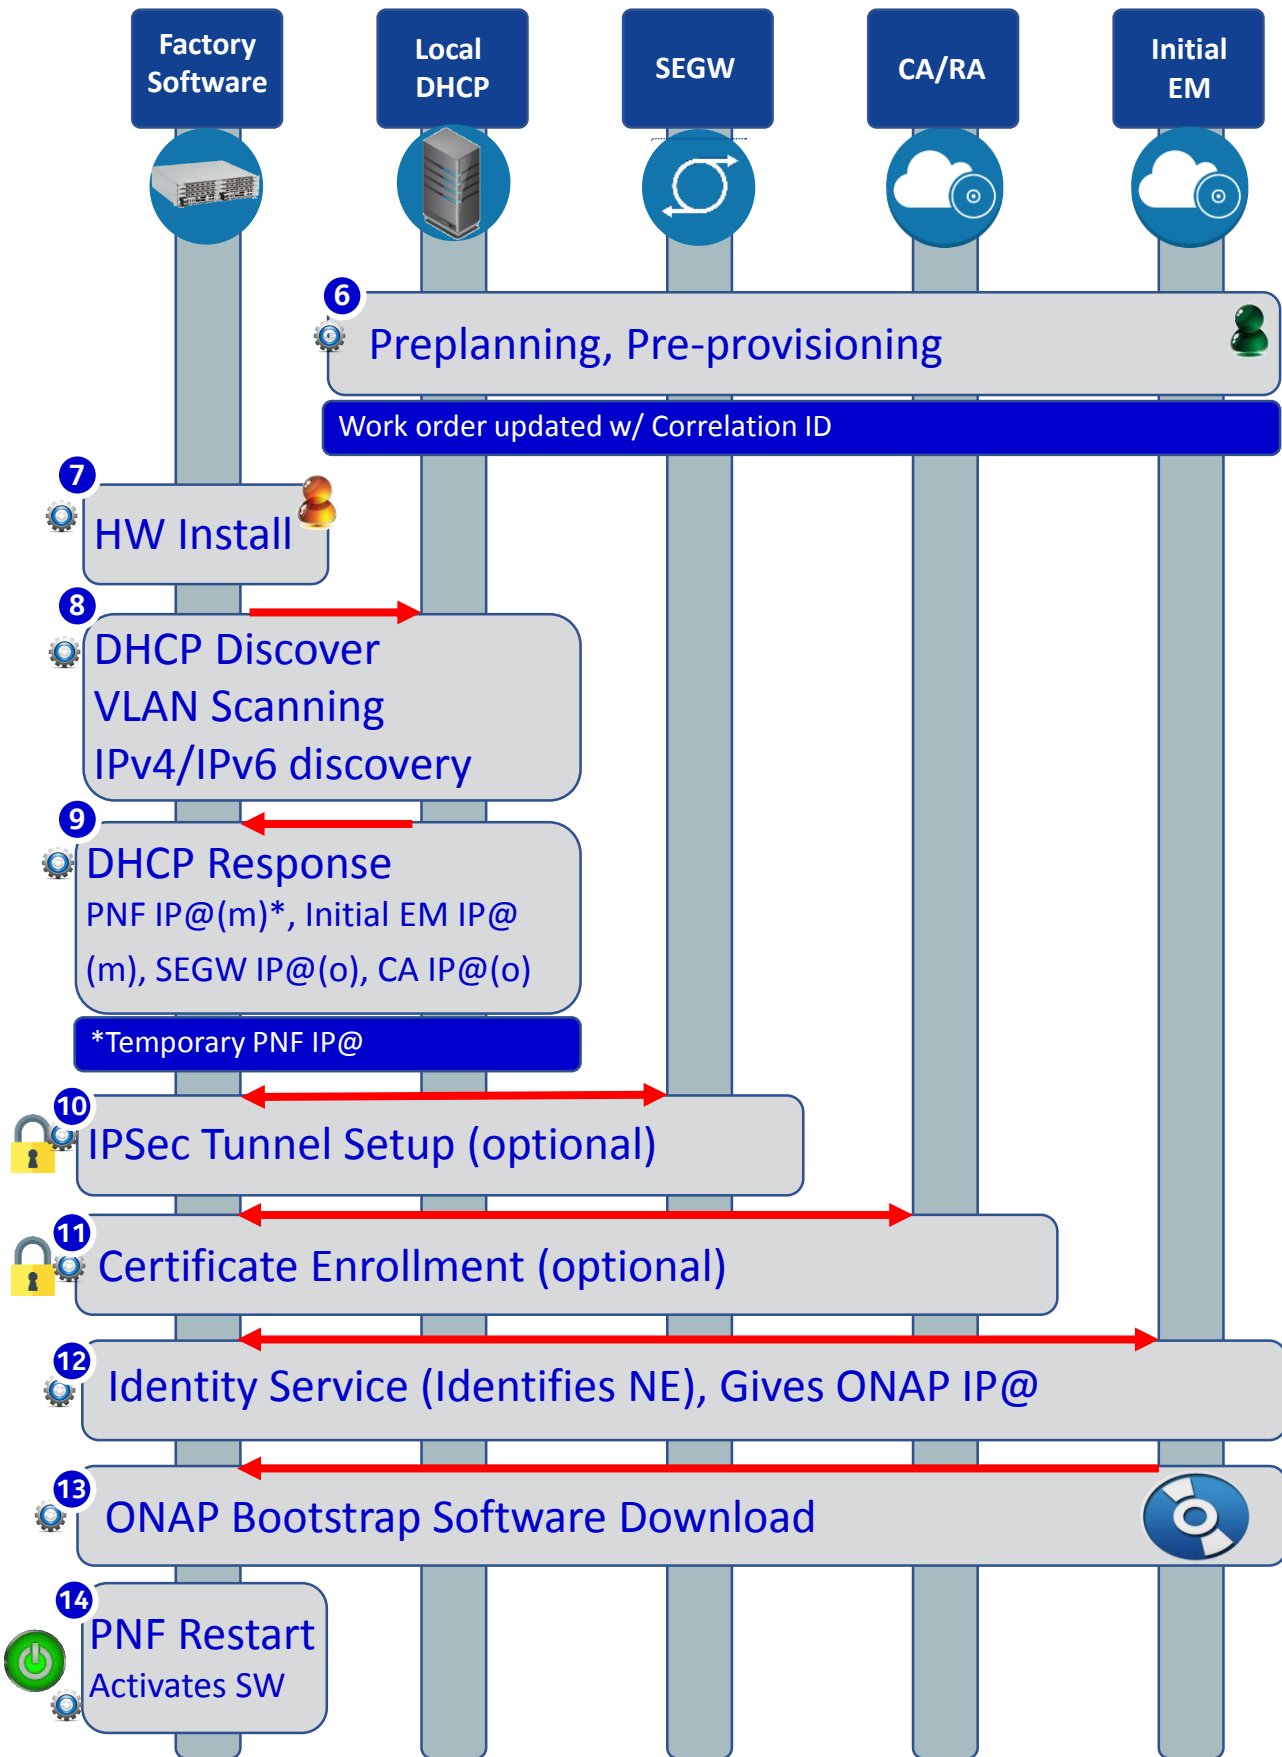 Factory
Software
Local
DHCP
SEGW
CA/RA
Initial
EM
6
Preplanning, Pre-provisioning
Work order updated w/ Correlation ID
7
HW Install
8
DHCP Discover
VLAN Scanning
IPv4/IPv6 discovery
9
DHCP Response
PNF IP@(m)*, Initial EM IP@
(m), SEGW IP@(o), CA IP@(o)
*Temporary PNF IP@
10
IPSec Tunnel Setup (optional)
11
Certificate Enrollment (optional)
12
Identity Service (Identifies NE), Gives ONAP IP@
13
ONAP Bootstrap Software Download
14
PNF Restart
Activates SW